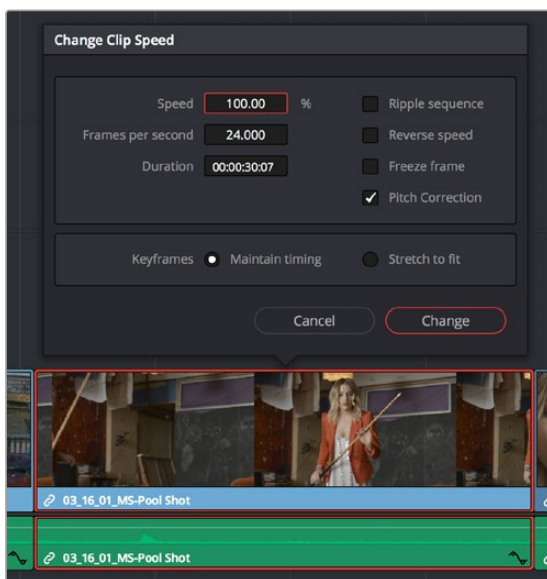 Change Clip Speed
Speed 100.00 % Ripple sequence
Frames per second 24.000 Reverse speed
Duration 00:00:30:07 Freeze frame
Pitch Correction
Keyframes Maintain timing Stretch to fit
Cancel Change
03_16_01_MS-Pool Shot
03_16_01_MS-Pool Shot